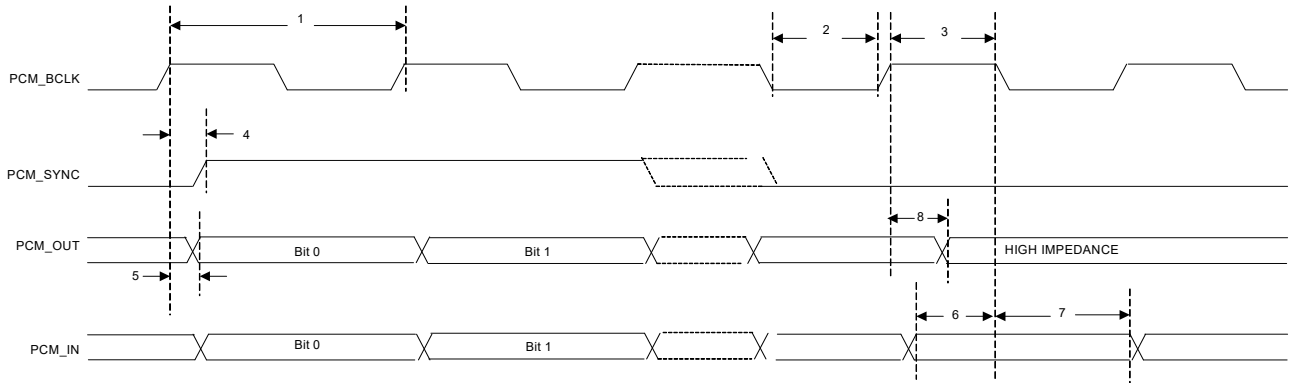 1
2
3
PCM_BCLK
4
PCM_SYNC
8
PCM_OUT
Bit 0
Bit 1
HIGH IMPEDANCE
5
6
7
PCM_IN
Bit 0
Bit 1